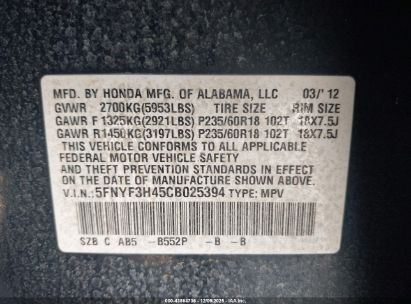 MFD. BY HONDA MFG. OF ALABAMA, LLC 03/'12
GVWR 2700KG(5953LBS) TIRE SIZE RIM SIZE
GAWR F 1325KG(2921LBS) P235/60R18 102T 18X7.5J
GAWR R1450KG(3197LBS) P235/60R18 102T 18X7.5J
THIS VEHICLE CONFORMS TO ALL APPLICABLE
FEDERAL MOTOR VEHICLE SAFETY
AND THEFT PREVENTION STANDARDS IN EFFECT
ON THE DATE OF MANUFACTURE SHOWN ABOVE.
V.I.N.: 5FNYF3H45CB025394 TYPE: MPV
SZB C AB5 -B552P -B -B